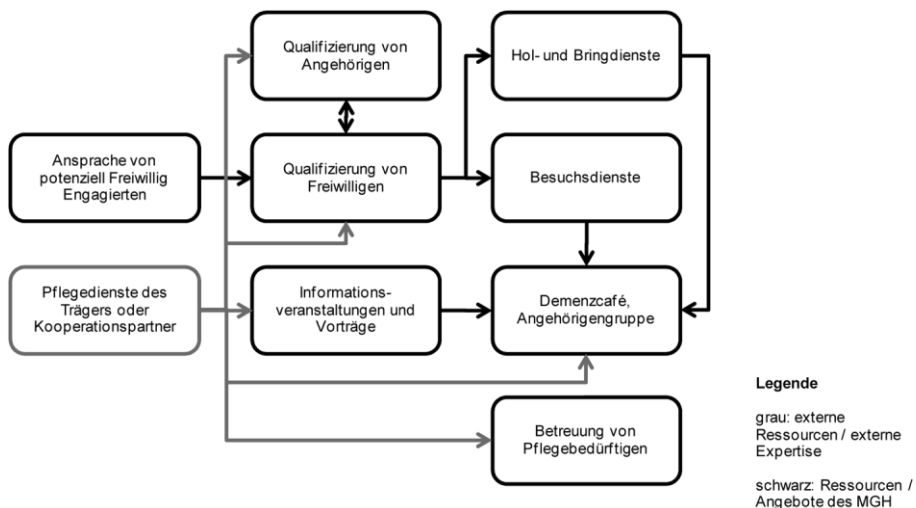 Qualifizierung von
Angehörigen
Hol- und Bringdienste
Ansprache von
potenziell Freiwillig
Engagierten
Qualifizierung von
Freiwilligen
Besuchsdienste
Pflegedienste des
Trägers oder
Kooperationspartner
Informations-
veranstaltungen und
Vorträge
Demenzcafé,
Angehörigengruppe
Betreuung von
Pflegebedürftigen
Legende
grau: externe
Ressourcen / externe
Expertise
schwarz: Ressourcen /
Angebote des MGH